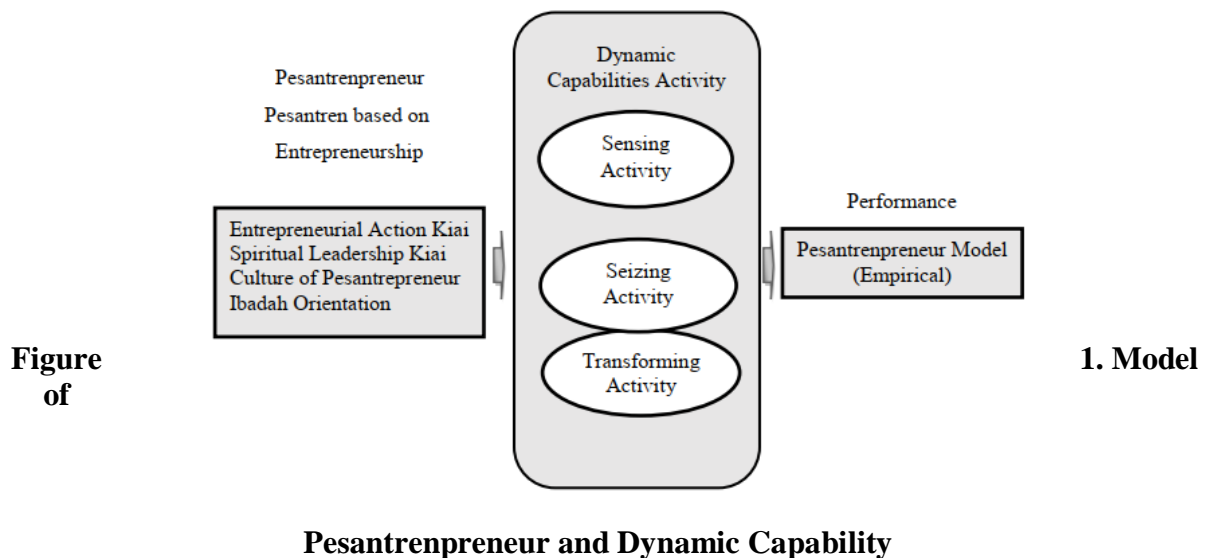 Pesantrenpreneur
Pesantren based on
Entrepreneurship
Entrepreneurial Action Kiai
Spiritual Leadership Kiai
Culture of Pesantrepreneur
Ibadah Orientation
Dynamic
Capabilities Activity
Sensing
Activity
Seizing
Activity
Transforming
Activity
Performance
Pesantrenpreneur Model
(Empirical)
Figure 1. Model
of
Pesantrenpreneur and Dynamic Capability